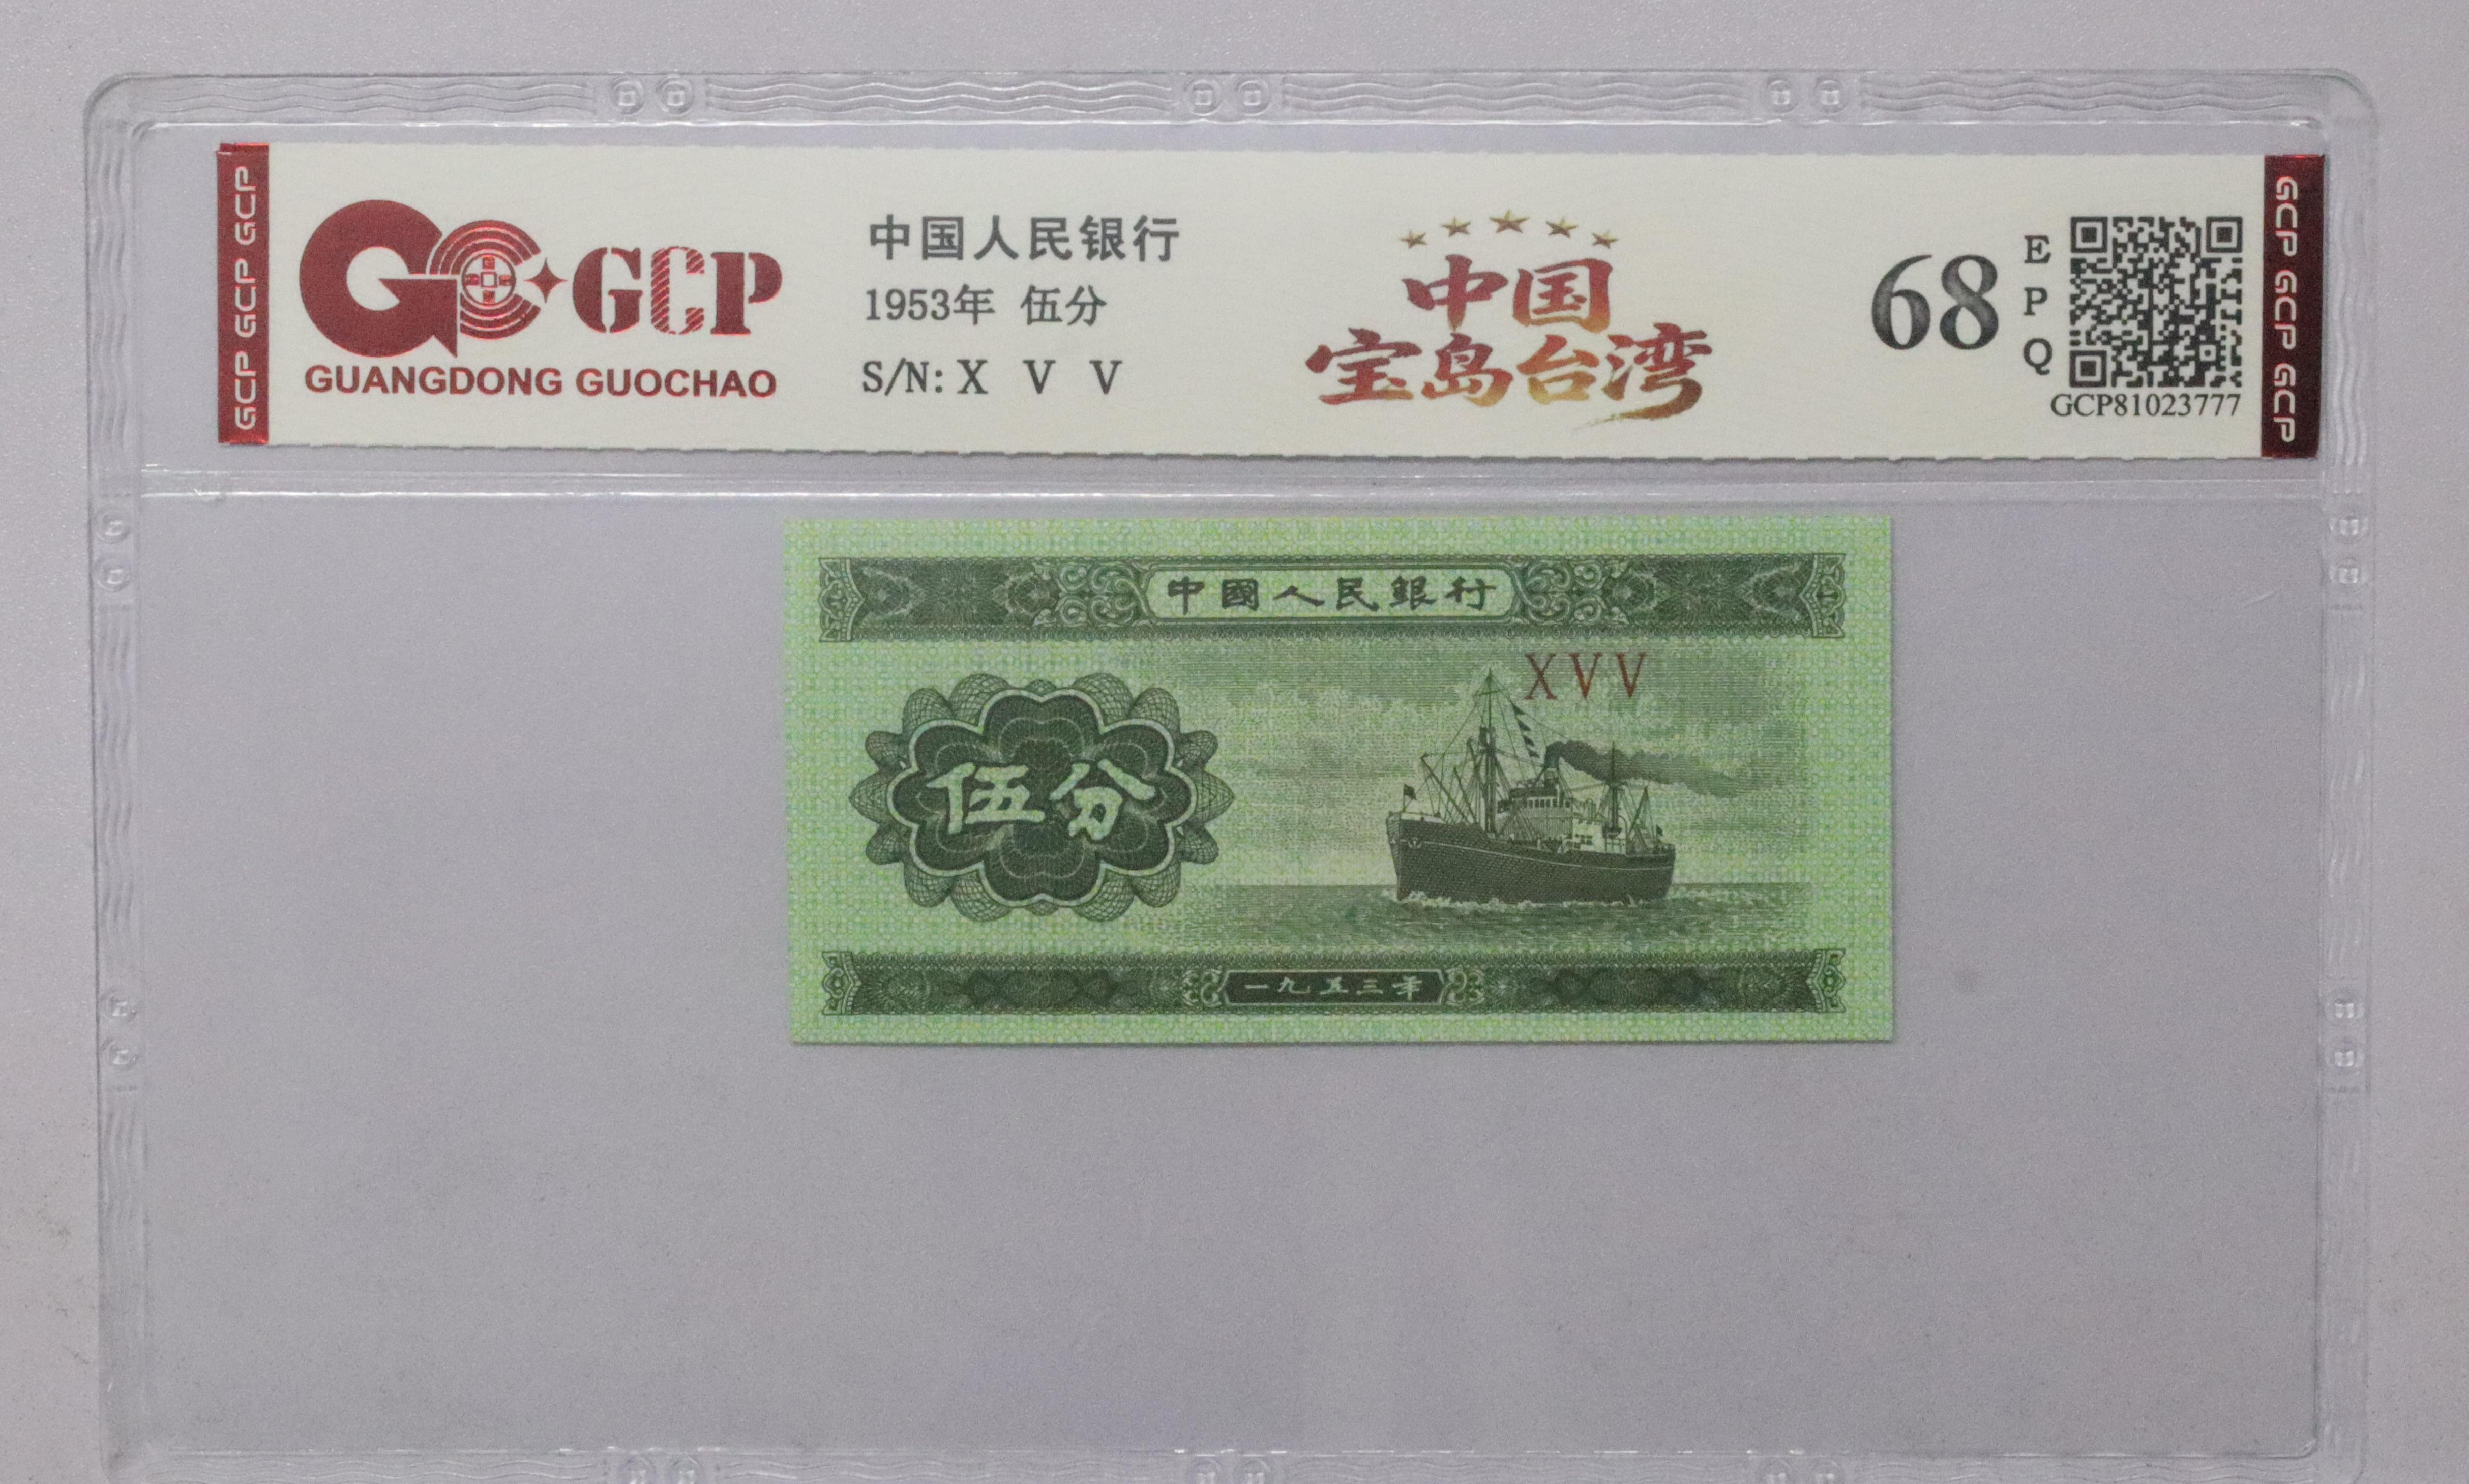 GCP GCP GCP
GCP
GUANGDONG GUOCHAO
中国人民银行
1953年 伍分
S/N: X V V
中国
宝岛台湾
68
E
P
Q
GCP81023777
GCP GCP GCP
中國人民銀行
XVV
伍分
一九五三年